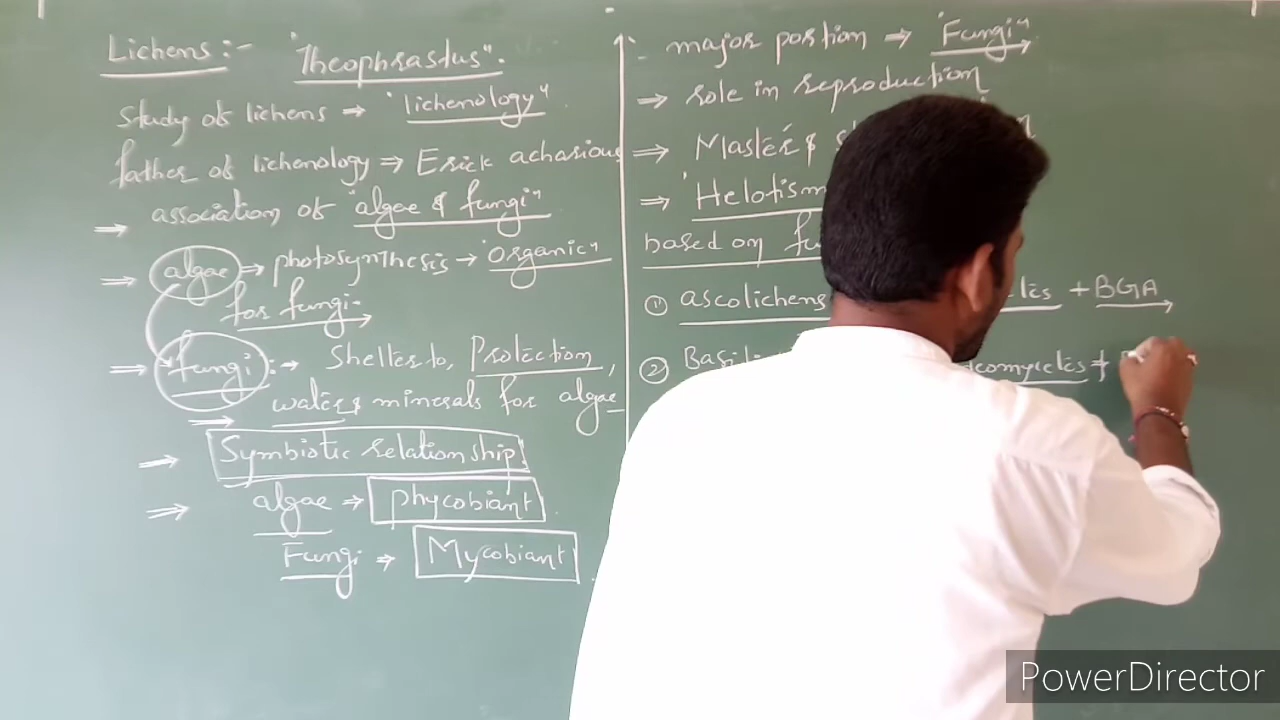 Lichens :- "Theophrastus".
Study of lichens ⇒ "lichenology"
father of lichenology ⇒ Erick acharious
⇒ association of "algae & fungi"
⇒ algae ⇒ photosynthesis → "organic"
for fungi.
⇒ fungi :→ Shelter to, Protection,
water & minerals for algae
⇒ Symbiotic relationship.
⇒ algae → phycobiant
Fungi ⇒ Mycobiant
major portion ⇒ "Fungi"
⇒ role in reproduction
⇒ Master &
⇒ "Helotism
based on
① ascolichens + BGA
② +
PowerDirector